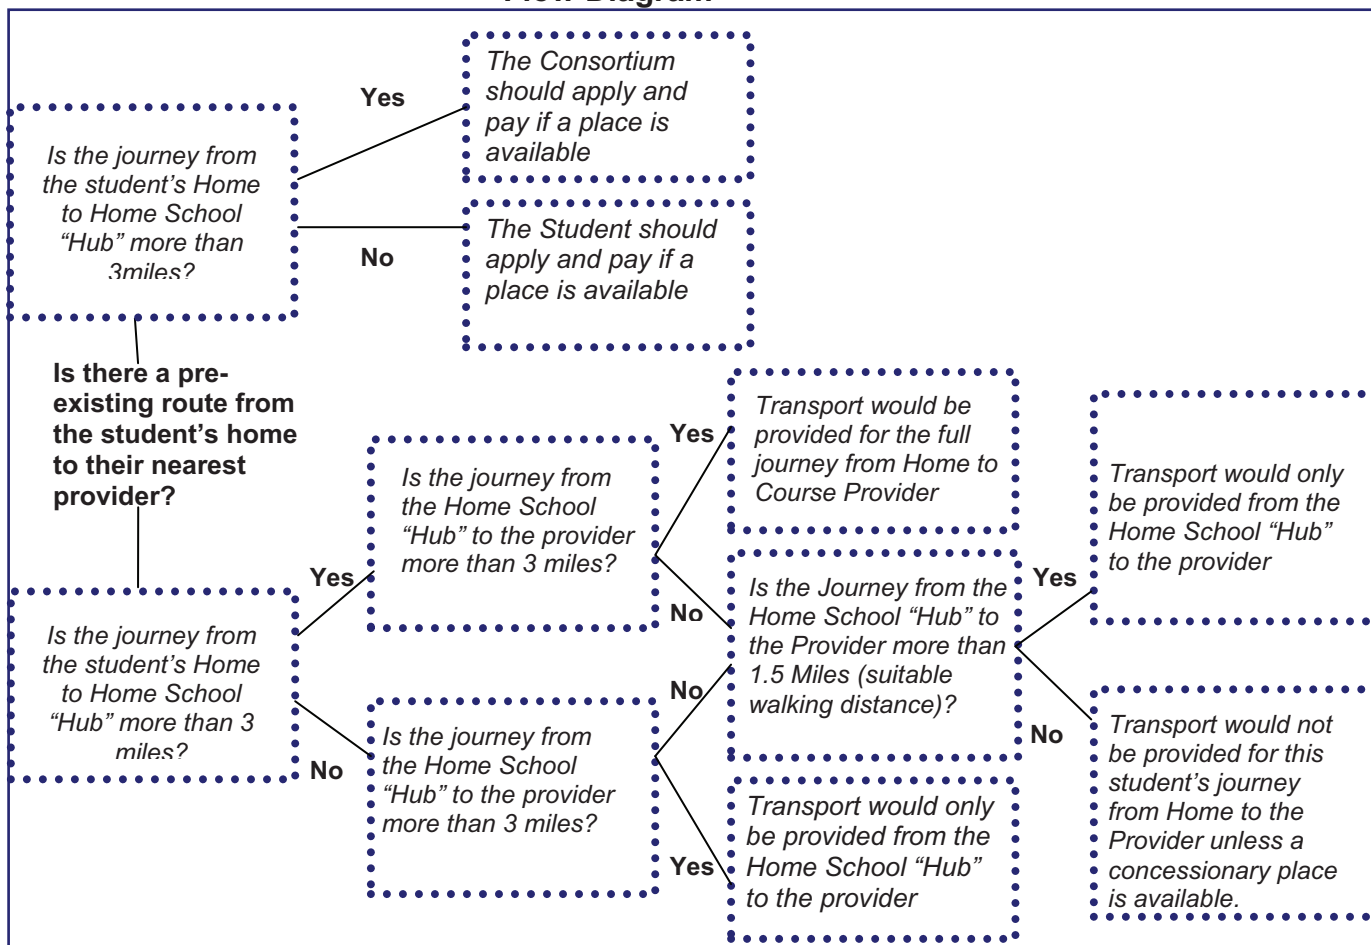 Flow Diagram
The Consortium
should apply and
pay if a place is
available
Yes
Is the journey from
the student’s Home
to Home School
“Hub” more than
3miles?
The Student should
apply and pay if a
place is available
No
Is there a pre-
existing route from
the student’s home
to their nearest
provider?
Is the journey from
the student’s Home
to Home School
“Hub” more than 3
miles?
Yes
Is the journey from
the Home School
“Hub” to the provider
more than 3 miles?
No
Is the journey from
the Home School
“Hub” to the provider
more than 3 miles?
Yes
Transport would be
provided for the full
journey from Home to
Course Provider
No
No
Is the Journey from the
Home School “Hub” to
the Provider more than
1.5 Miles (suitable
walking distance)?
Yes
Transport would only
be provided from the
Home School “Hub”
to the provider
Yes
Transport would only
be provided from the
Home School “Hub”
to the provider
No
Transport would not
be provided for this
student’s journey
from Home to the
Provider unless a
concessionary place
is available.